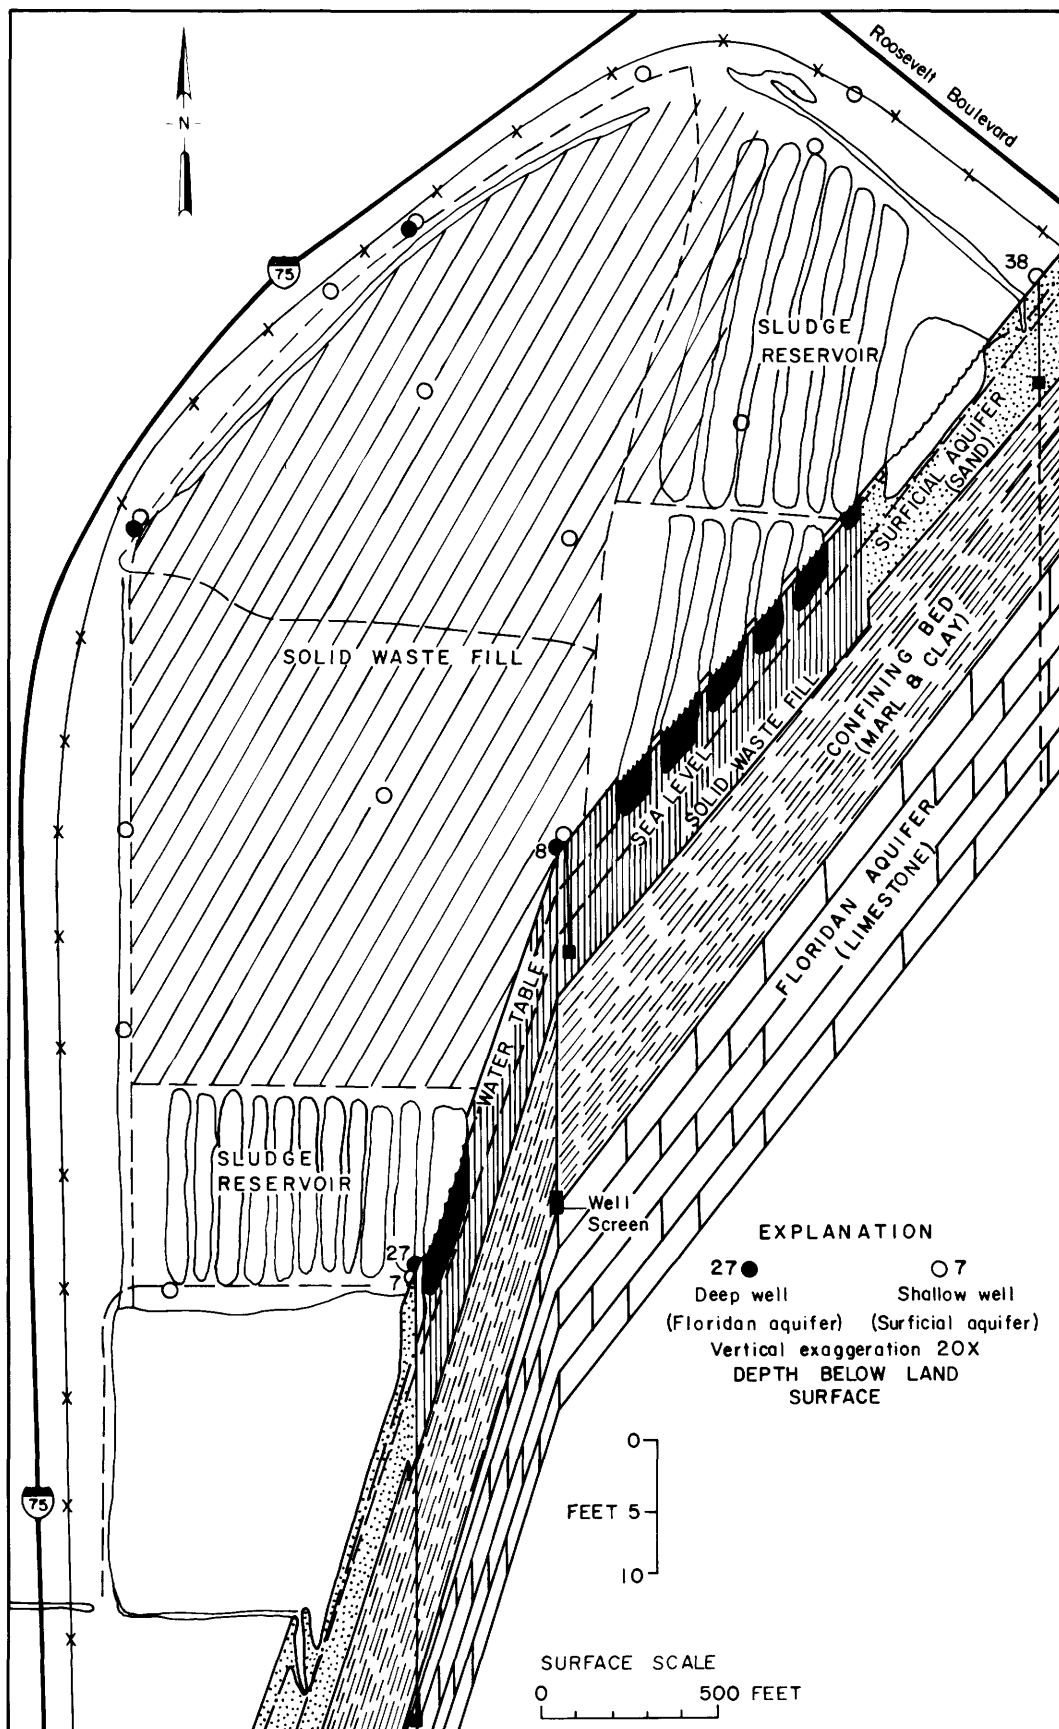 Roosevelt Boulevard
N
75
38
SLUDGE
RESERVOIR
SURFICIAL AQUIFER
(SAND)
CONFINING BED
(MARL & CLAY)
SOLID WASTE FILL
SEA LEVEL
SOLID WASTE FILL
8
FLORIDAN AQUIFER
(LIMESTONE)
WATER TABLE
SLUDGE
RESERVOIR
Well
Screen
27
7
75
EXPLANATION
27 ● ○ 7
Deep well Shallow well
(Floridan aquifer) (Surficial aquifer)
Vertical exaggeration 20X
DEPTH BELOW LAND
SURFACE
0
FEET 5
10
SURFACE SCALE
0 500 FEET